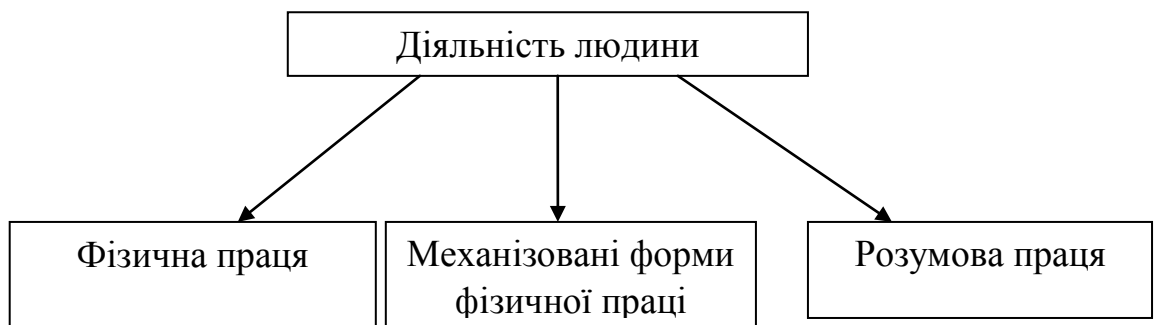 Діяльність людини
Фізична праця
Механізовані форми
фізичної праці
Розумова праця